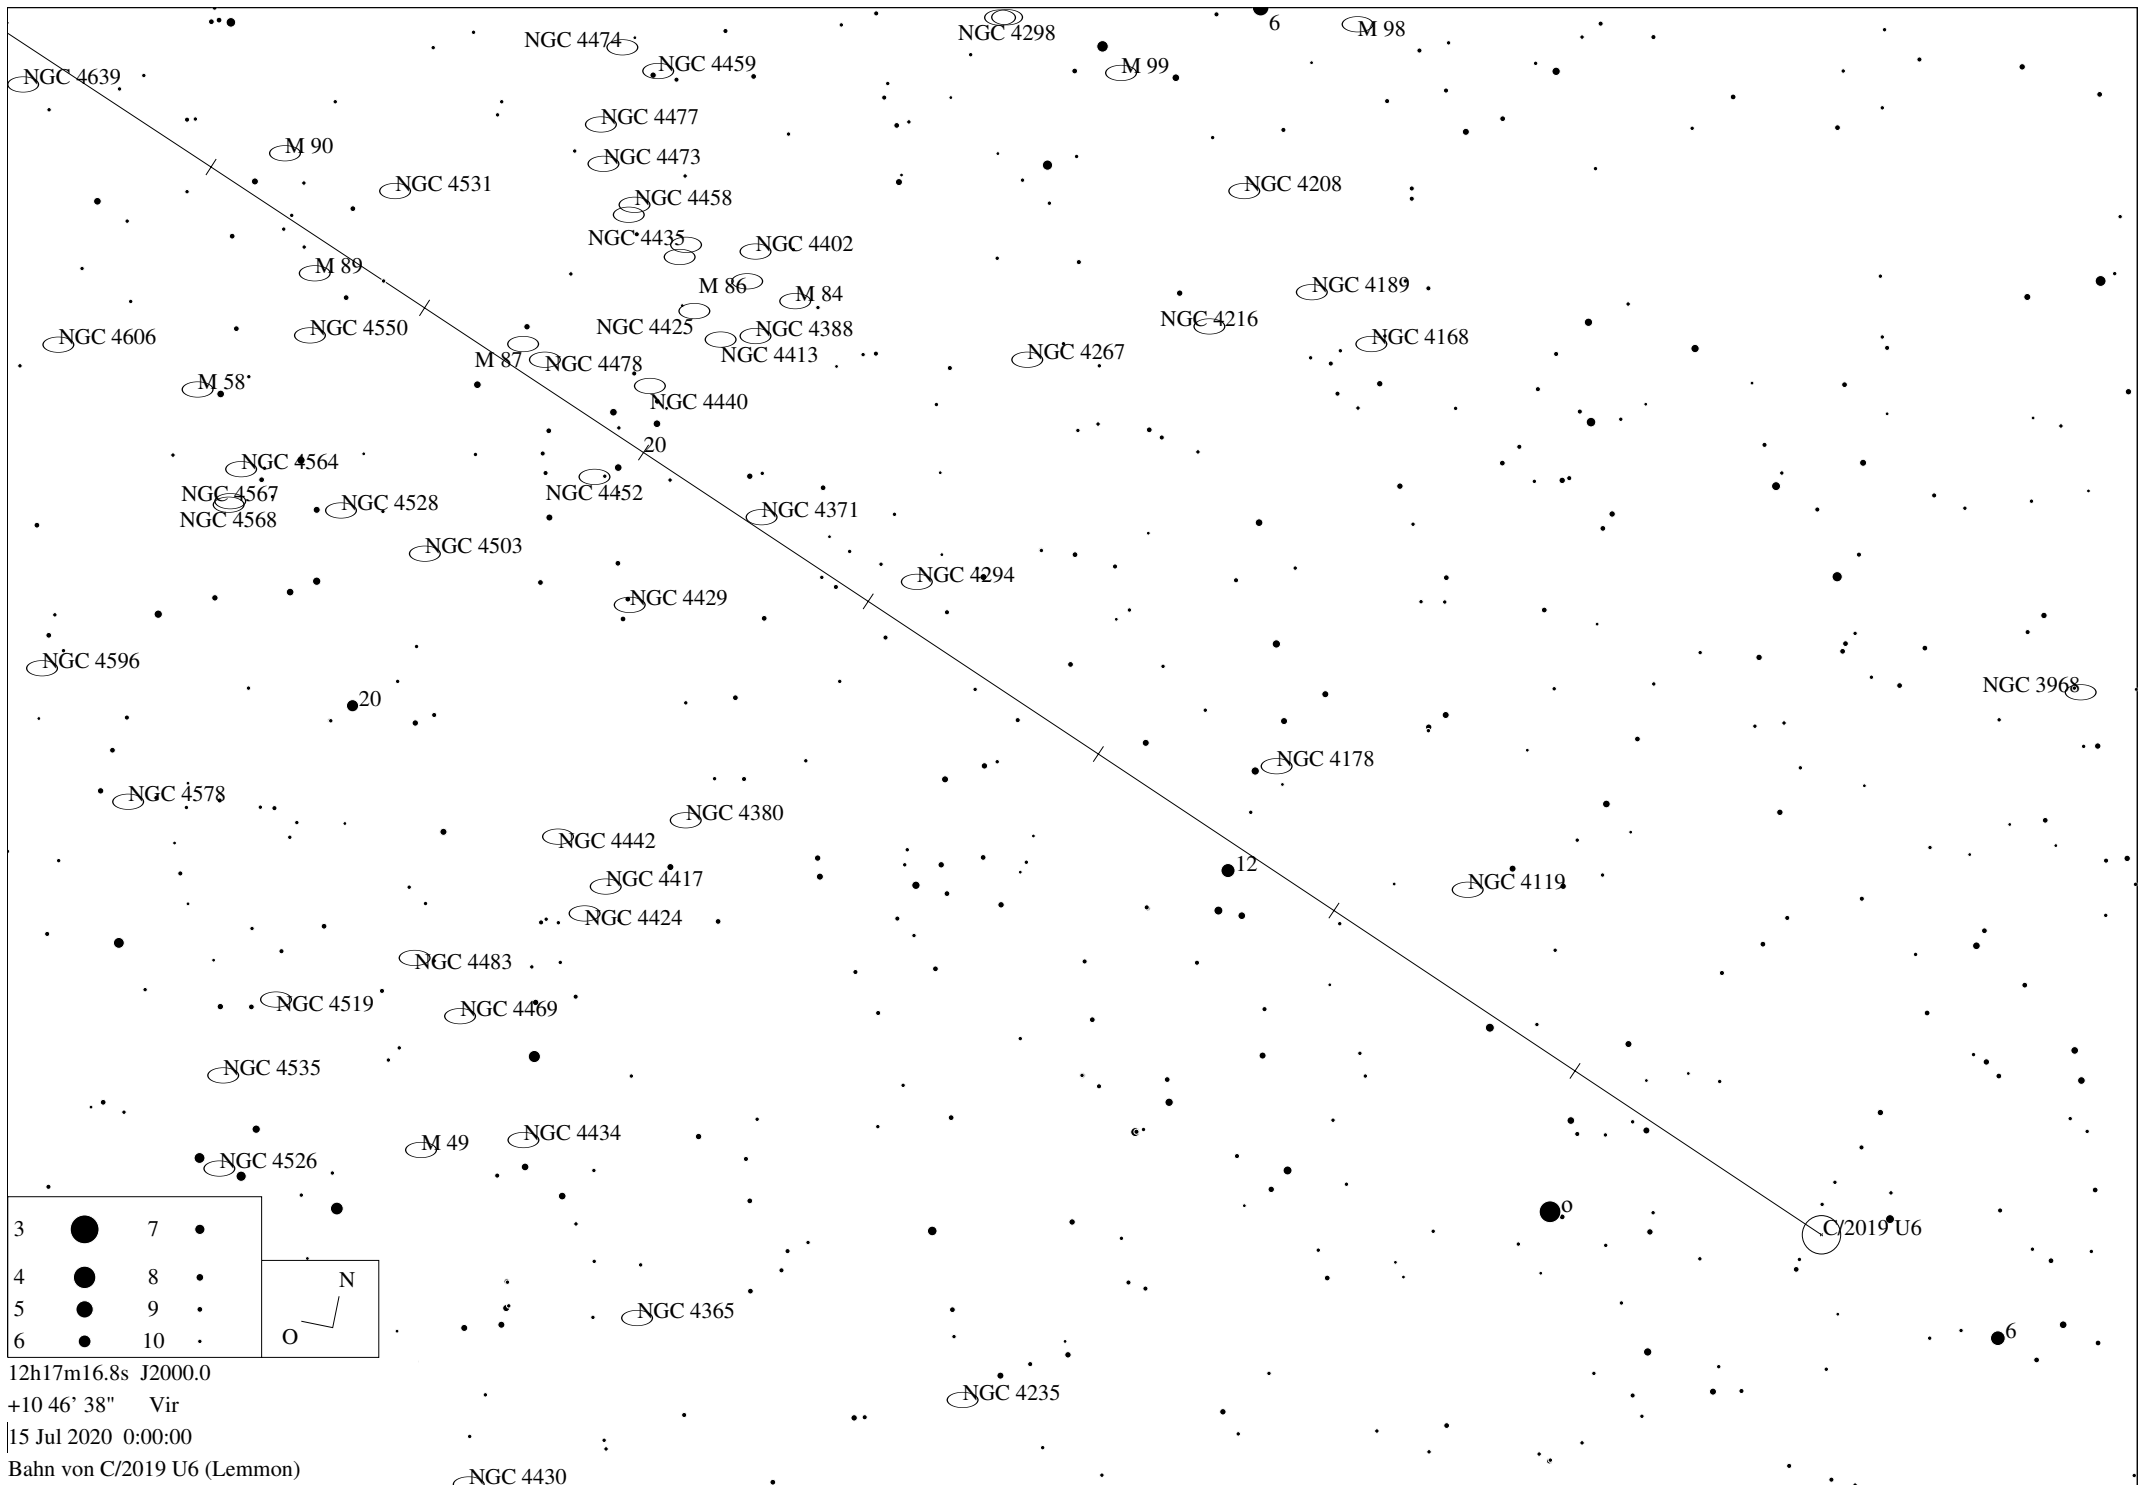 6
M 98
NGC 4298
NGC 4474
NGC 4459
M 99
NGC 4639
NGC 4477
M 90
NGC 4473
NGC 4531
NGC 4208
NGC 4458
NGC 4435
NGC 4402
M 89
M 86
M 84
NGC 4189
NGC 4216
NGC 4425
NGC 4388
NGC 4550
NGC 4606
NGC 4168
NGC 4413
NGC 4267
M 87
NGC 4478
M 58
NGC 4440
20
NGC 4564
NGC 4567
NGC 4452
NGC 4528
NGC 4371
NGC 4568
NGC 4503
NGC 4294
NGC 4429
NGC 4596
NGC 3968
20
NGC 4178
NGC 4578
NGC 4380
NGC 4442
12
NGC 4417
NGC 4119
NGC 4424
NGC 4483
NGC 4519
NGC 4469
NGC 4535
NGC 4434
M 49
NGC 4526
o
C/2019 U6
3 7
4 8
5 9
6 10
N
O
NGC 4365
6
12h17m16.8s J2000.0
+10 46' 38" Vir
NGC 4235
15 Jul 2020 0:00:00
Bahn von C/2019 U6 (Lemmon)
NGC 4430